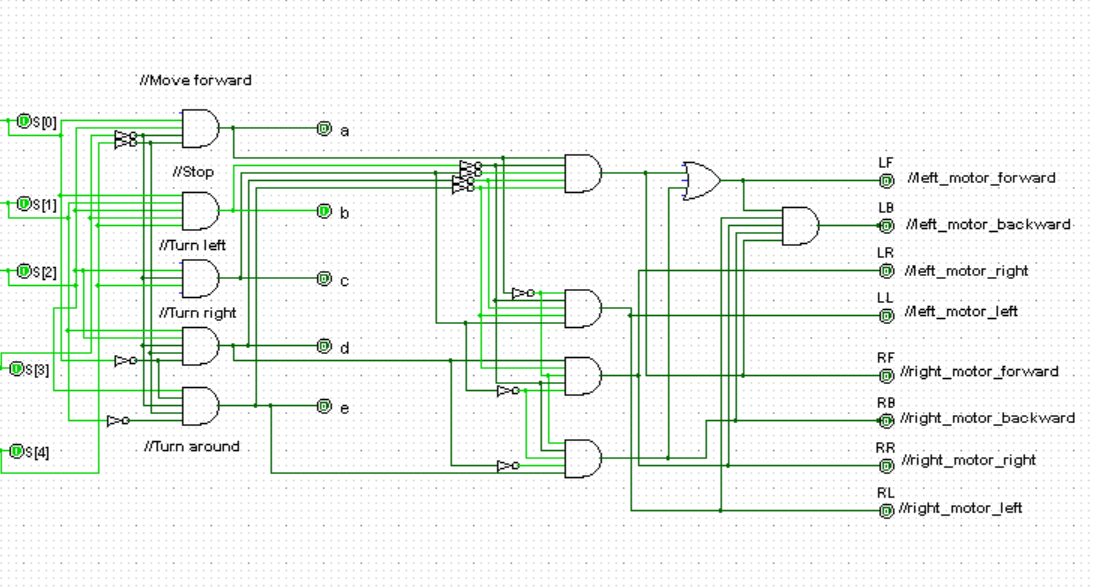 //Move forward
S[0]
a
//Stop
S[1]
b
//Turn left
S[2]
c
//Turn right
d
S[3]
e
//Turn around
S[4]
LF
//left_motor_forward
LB
//left_motor_backward
LR
//left_motor_right
LL
//left_motor_left
RF
//right_motor_forward
RB
//right_motor_backward
RR
//right_motor_right
RL
//right_motor_left